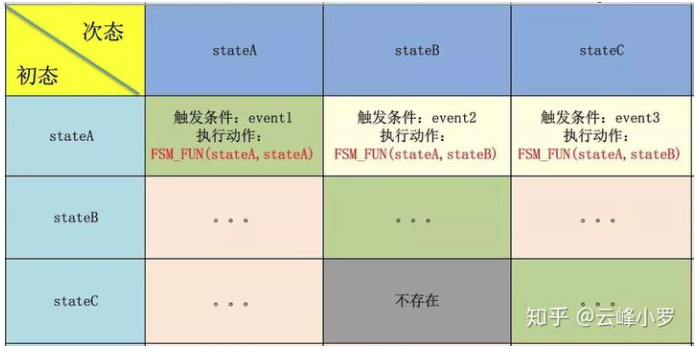 次态
初态
stateA
stateB
stateC
stateA
触发条件：event1
执行动作：
FSM_FUN(stateA,stateA)
触发条件：event2
执行动作：
FSM_FUN(stateA,stateB)
触发条件：event3
执行动作：
FSM_FUN(stateA,stateB)
stateB
。。。
。。。
。。。
stateC
。。。
不存在
。。。
知乎 @云峰小罗